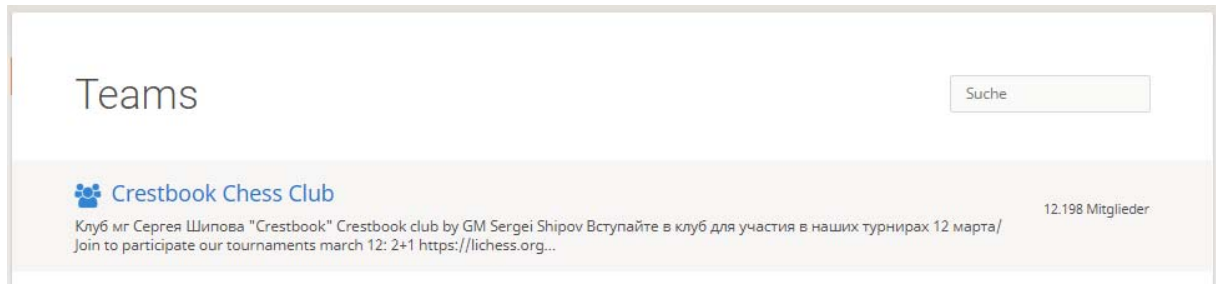 Teams
Suche
Crestbook Chess Club
12.198 Mitglieder
Клуб мг Сергея Шипова "Crestbook" Crestbook club by GM Sergei Shipov Вступайте в клуб для участия в наших турнирах 12 марта/
Join to participate our tournaments march 12: 2+1 https://lichess.org...